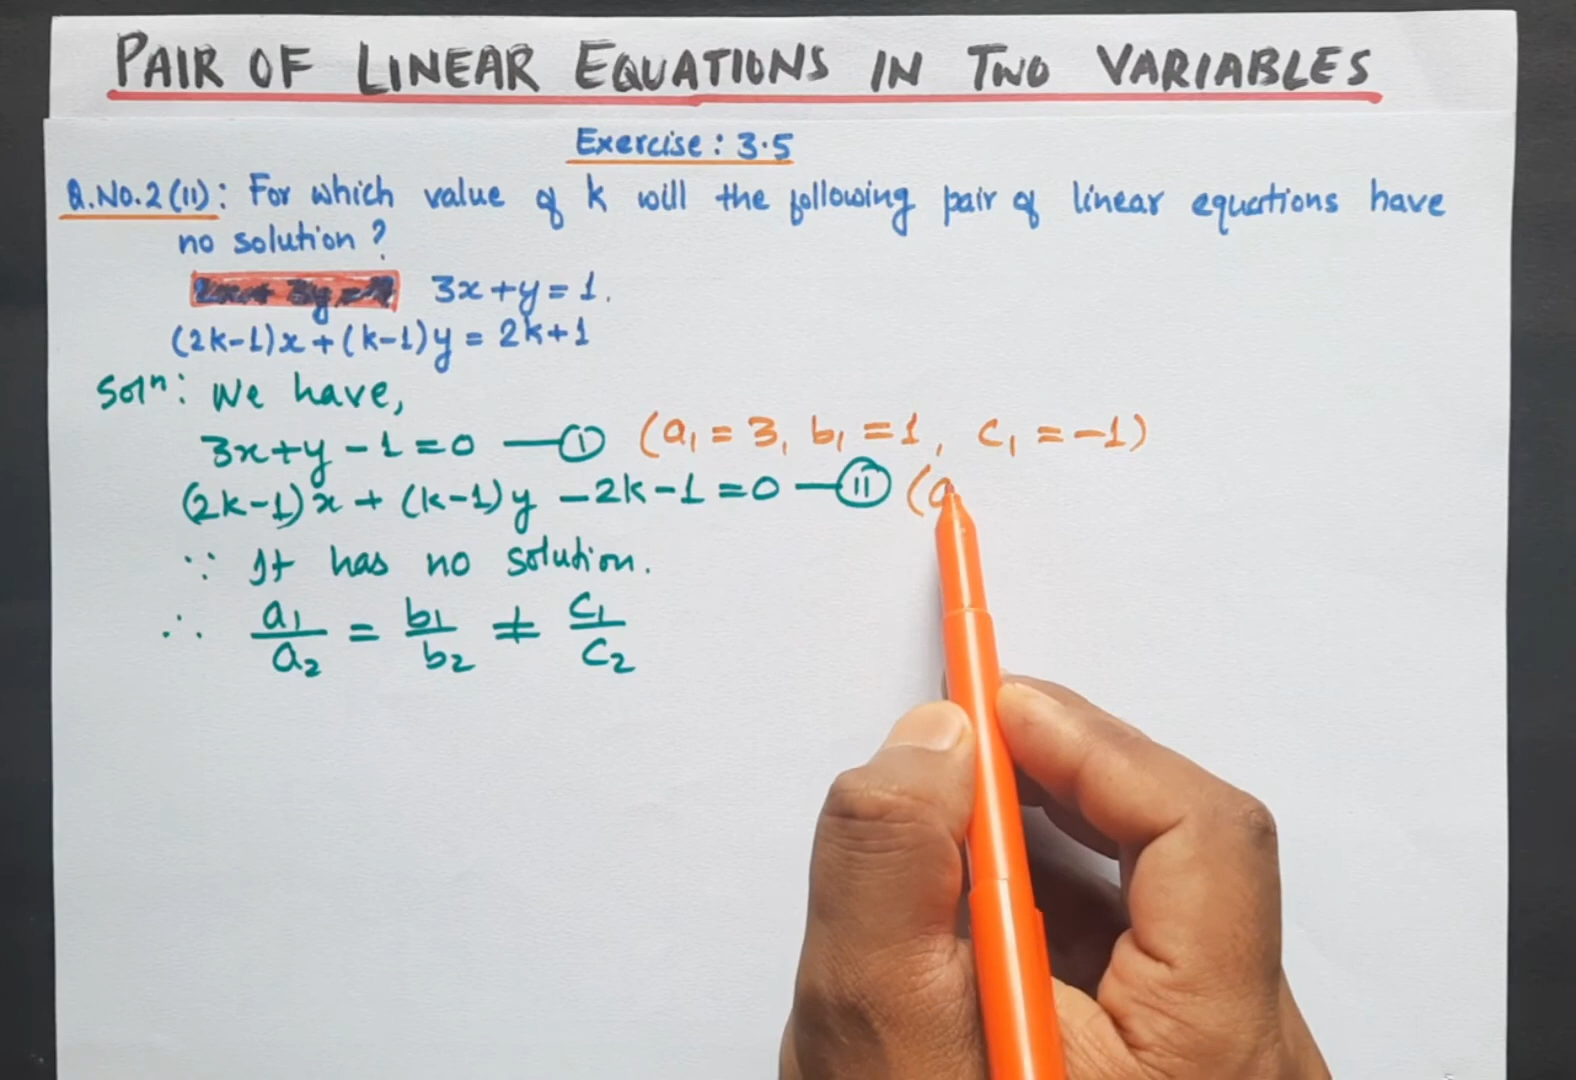 PAIR OF LINEAR EQUATIONS IN TWO VARIABLES
Exercise: 3.5
Q.No.2(II): For which value of k will the following pair of linear equations have
no solution?
3x+y=1.
(2k-1)x+(k-1)y=2k+1
Solⁿ: We have,
3x+y-1=0 —(I) (a₁=3, b₁=1, c₁=-1)
(2k-1)x+(k-1)y-2k-1=0 —(II) (a
∵ It has no solution.
∴ a₁/a₂ = b₁/b₂ ≠ c₁/c₂